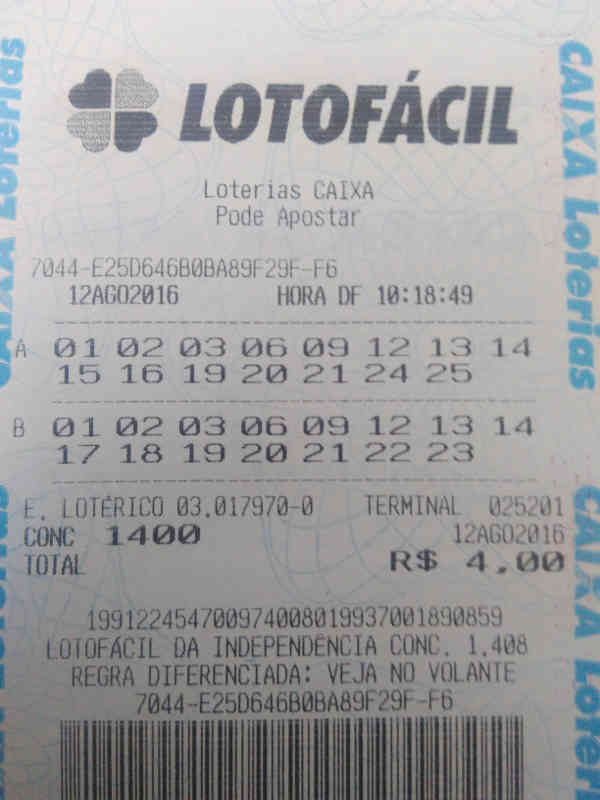 LOTOFÁCIL
Loterias CAIXA
Pode Apostar
7044-E25D646B0BA89F29F-F6
12AGO2016 HORA DF 10:18:49
A 01 02 03 06 09 12 13 14
15 16 19 20 21 24 25
B 01 02 03 06 09 12 13 14
17 18 19 20 21 22 23
E. LOTÉRICO 03.017970-0 TERMINAL 025201
CONC 1400 12AGO2016
TOTAL R$ 4,00
199122454700974008019937001890859
LOTOFÁCIL DA INDEPENDÊNCIA CONC. 1.408
REGRA DIFERENCIADA: VEJA NO VOLANTE
7044-E25D646B0BA89F29F-F6
CAIXA Loterias
CAIXA Loterias
CAIXA Loterias